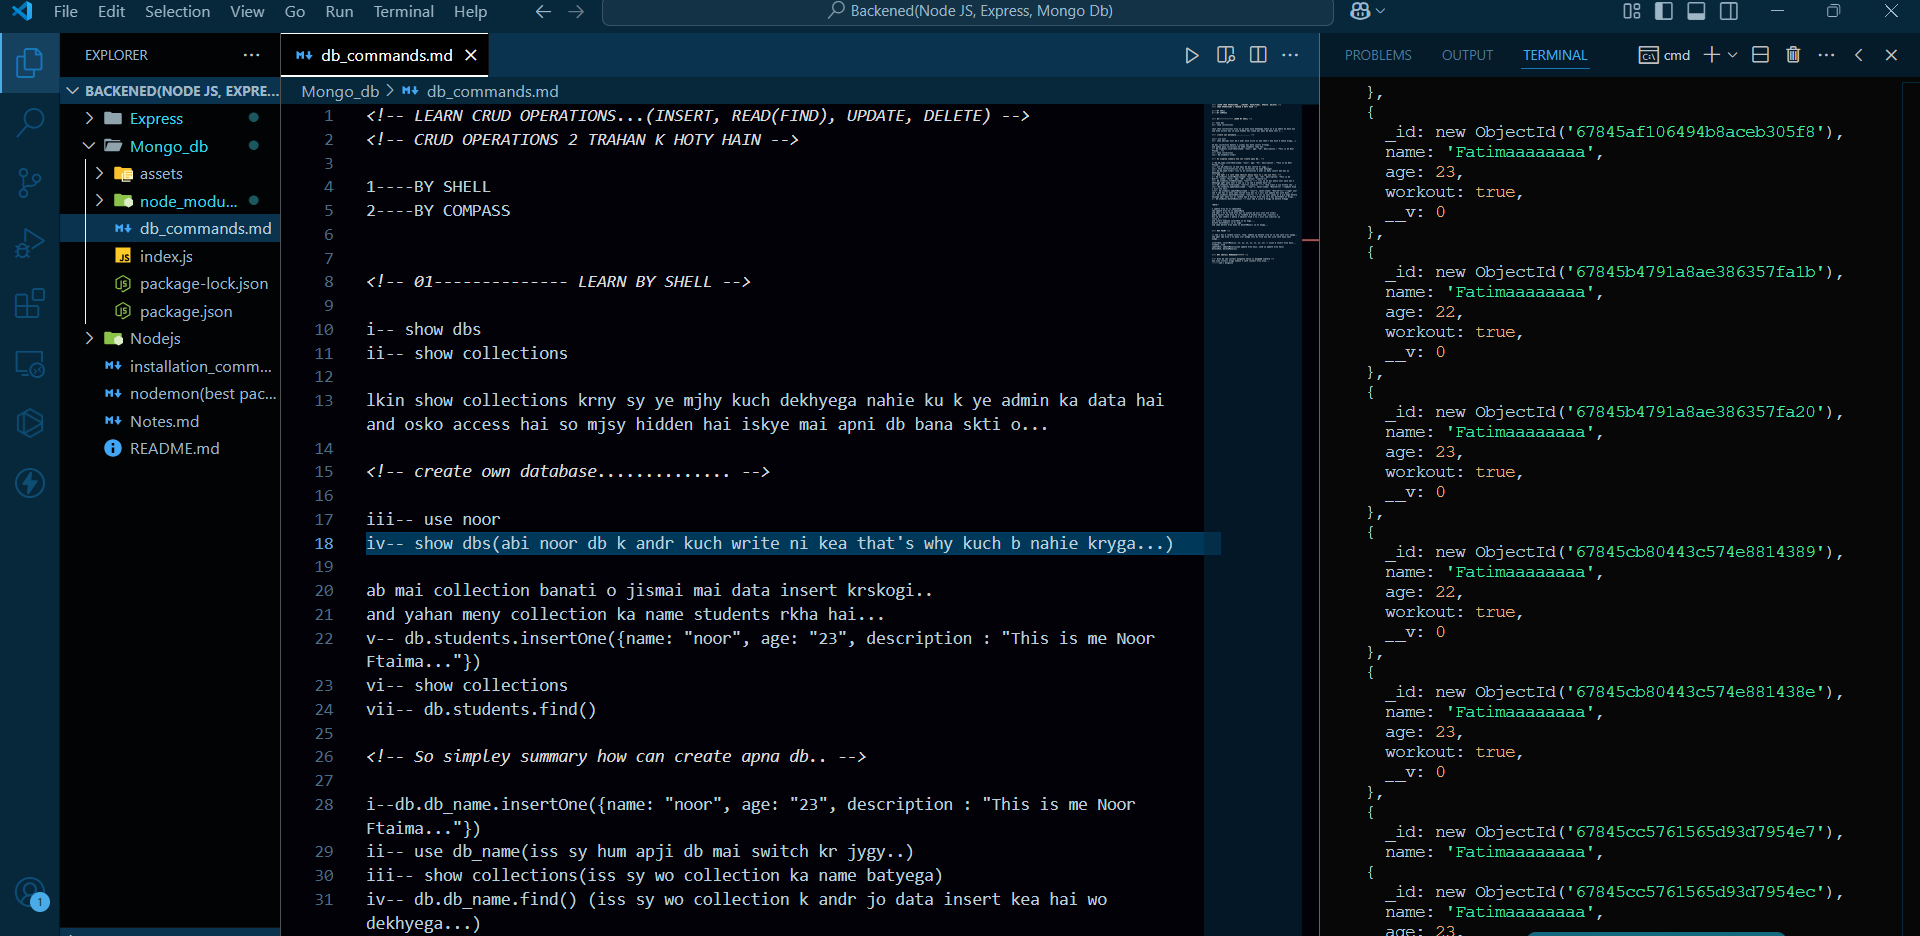 File Edit Selection View Go Run Terminal Help
Backened(Node JS, Express, Mongo Db)
EXPLORER
BACKENED(NODE JS, EXPRE...
Express
Mongo_db
assets
node_modu...
db_commands.md
index.js
package-lock.json
package.json
Nodejs
installation_comm...
nodemon(best pac...
Notes.md
README.md
1
db_commands.md
Mongo_db > db_commands.md
1 <!-- LEARN CRUD OPERATIONS...(INSERT, READ(FIND), UPDATE, DELETE) -->
2 <!-- CRUD OPERATIONS 2 TRAHAN K HOTY HAIN -->
3
4 1----BY SHELL
5 2----BY COMPASS
6
7
8 <!-- 01-------------- LEARN BY SHELL -->
9
10 i-- show dbs
11 ii-- show collections
12
13 lkin show collections krny sy ye mjhy kuch dekhyega nahie ku k ye admin ka data hai
and osko access hai so mjsy hidden hai iskye mai apni db bana skti o...
14
15 <!-- create own database.............. -->
16
17 iii-- use noor
18 iv-- show dbs(abi noor db k andr kuch write ni kea that's why kuch b nahie kryga...)
19
20 ab mai collection banati o jismai mai data insert krskogi..
21 and yahan meny collection ka name students rkha hai...
22 v-- db.students.insertOne({name: "noor", age: "23", description : "This is me Noor
Ftaima..."})
23 vi-- show collections
24 vii-- db.students.find()
25
26 <!-- So simpley summary how can create apna db.. -->
27
28 i--db.db_name.insertOne({name: "noor", age: "23", description : "This is me Noor
Ftaima..."})
29 ii-- use db_name(iss sy hum apji db mai switch kr jygy..)
30 iii-- show collections(iss sy wo collection ka name batyega)
31 iv-- db.db_name.find() (iss sy wo collection k andr jo data insert kea hai wo
dekhyega...)
PROBLEMS OUTPUT TERMINAL cmd
},
{
_id: new ObjectId('67845af106494b8aceb305f8'),
name: 'Fatimaaaaaaaa',
age: 23,
workout: true,
__v: 0
},
{
_id: new ObjectId('67845b4791a8ae386357fa1b'),
name: 'Fatimaaaaaaaa',
age: 22,
workout: true,
__v: 0
},
{
_id: new ObjectId('67845b4791a8ae386357fa20'),
name: 'Fatimaaaaaaaa',
age: 23,
workout: true,
__v: 0
},
{
_id: new ObjectId('67845cb80443c574e8814389'),
name: 'Fatimaaaaaaaa',
age: 22,
workout: true,
__v: 0
},
{
_id: new ObjectId('67845cb80443c574e881438e'),
name: 'Fatimaaaaaaaa',
age: 23,
workout: true,
__v: 0
},
{
_id: new ObjectId('67845cc5761565d93d7954e7'),
name: 'Fatimaaaaaaaa',
{
_id: new ObjectId('67845cc5761565d93d7954ec'),
name: 'Fatimaaaaaaaa',
age: 23,